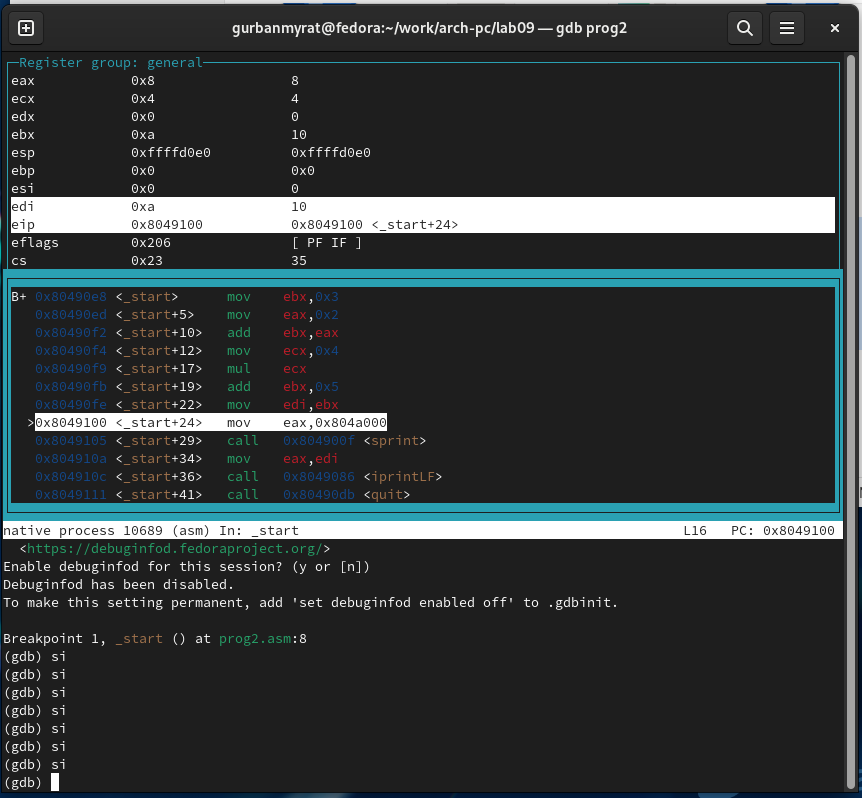 gurbanmyrat@fedora:~/work/arch-pc/lab09 — gdb prog2
Register group: general
eax 0x8 8
ecx 0x4 4
edx 0x0 0
ebx 0xa 10
esp 0xffffd0e0 0xffffd0e0
ebp 0x0 0x0
esi 0x0 0
edi 0xa 10
eip 0x8049100 0x8049100 <_start+24>
eflags 0x206 [ PF IF ]
cs 0x23 35
B+ 0x80490e8 <_start> mov ebx,0x3
0x80490ed <_start+5> mov eax,0x2
0x80490f2 <_start+10> add ebx,eax
0x80490f4 <_start+12> mov ecx,0x4
0x80490f9 <_start+17> mul ecx
0x80490fb <_start+19> add ebx,0x5
0x80490fe <_start+22> mov edi,ebx
>0x8049100 <_start+24> mov eax,0x804a000
0x8049105 <_start+29> call 0x804900f <sprint>
0x804910a <_start+34> mov eax,edi
0x804910c <_start+36> call 0x8049086 <iprintLF>
0x8049111 <_start+41> call 0x80490db <quit>
native process 10689 (asm) In: _start L16 PC: 0x8049100
<https://debuginfod.fedoraproject.org/>
Enable debuginfod for this session? (y or [n])
Debuginfod has been disabled.
To make this setting permanent, add 'set debuginfod enabled off' to .gdbinit.
Breakpoint 1, _start () at prog2.asm:8
(gdb) si
(gdb) si
(gdb) si
(gdb) si
(gdb) si
(gdb) si
(gdb) si
(gdb)